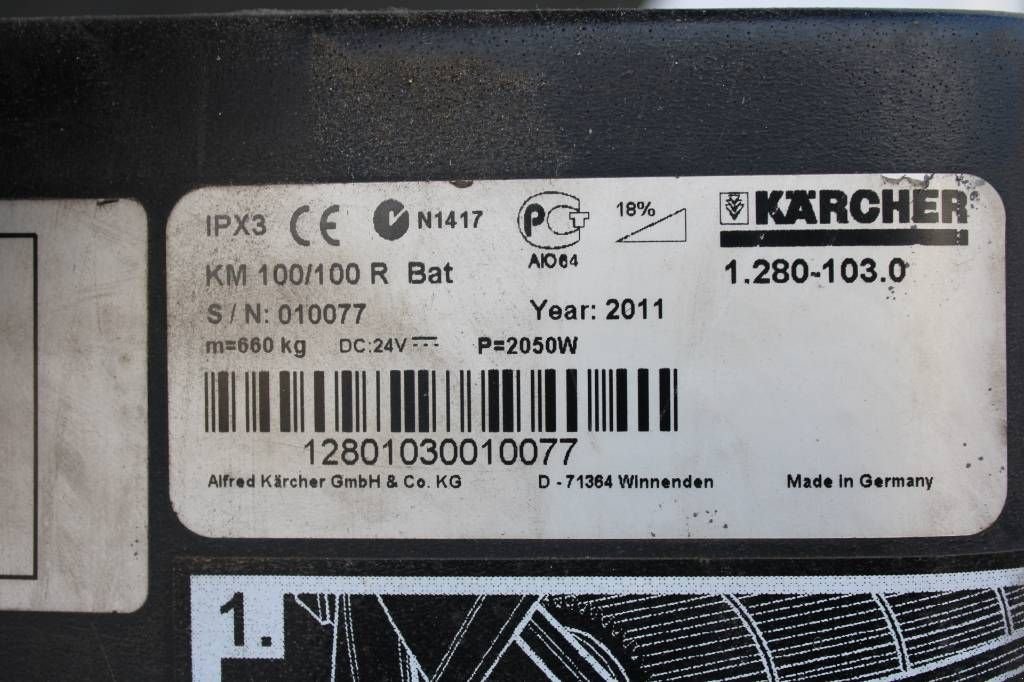 IPX3 CE N1417 PCT 18% KÄRCHER
АЮ64
KM 100/100 R Bat 1.280-103.0
S / N: 010077 Year: 2011
m=660 kg DC:24V P=2050W
12801030010077
Alfred Kärcher GmbH & Co. KG D - 71364 Winnenden Made in Germany
1.